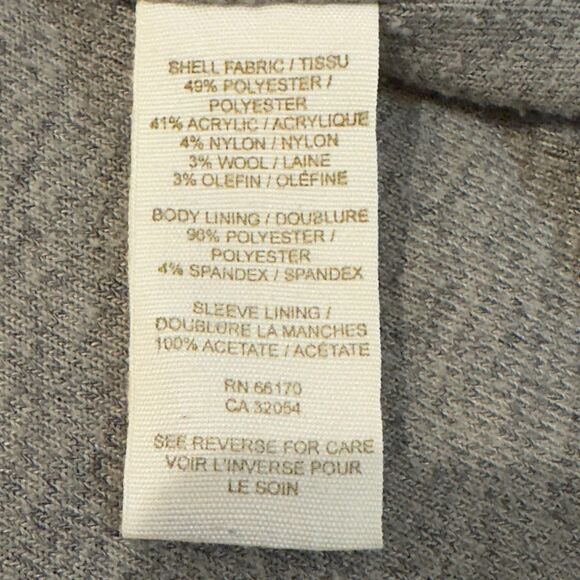 SHELL FABRIC / TISSU
49% POLYESTER /
POLYESTER
41% ACRYLIC / ACRYLIQUE
4% NYLON / NYLON
3% WOOL / LAINE
3% OLEFIN / OLÉFINE
BODY LINING / DOUBLURE
96% POLYESTER /
POLYESTER
4% SPANDEX / SPANDEX
SLEEVE LINING /
DOUBLURE LA MANCHES
100% ACETATE / ACÉTATE
RN 66170
CA 32054
SEE REVERSE FOR CARE
VOIR L'INVERSE POUR
LE SOIN